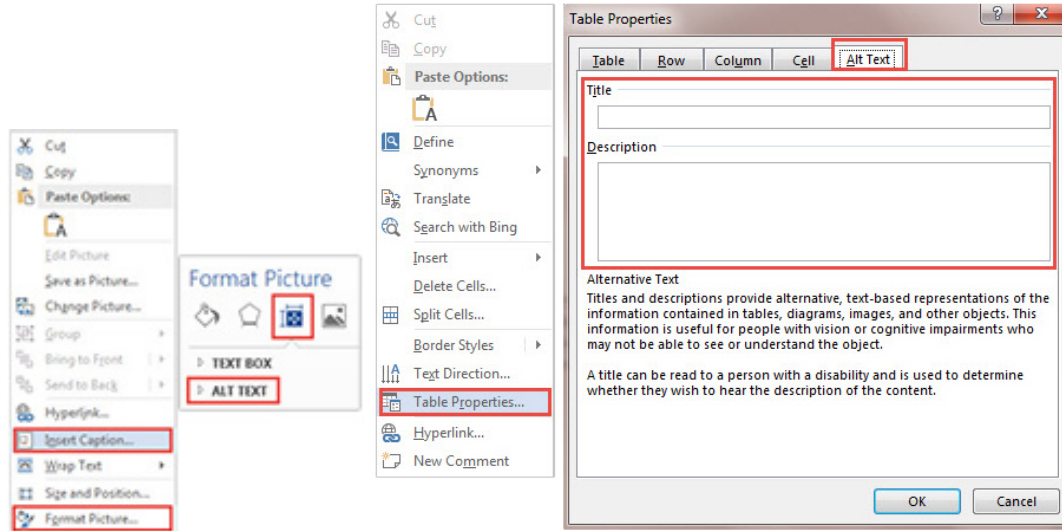 Cut
Copy
Paste Options:
A
Edit Picture
Save as Picture...
Change Picture...
Group
Bring to Front
Send to Back
Hyperlink...
Insert Caption...
Wrap Text
Size and Position...
Format Picture...
Format Picture
TEXT BOX
ALT TEXT
Cut
Copy
Paste Options:
A
Define
Synonyms
Translate
Search with Bing
Insert
Delete Cells...
Split Cells...
Border Styles
Text Direction...
Table Properties...
Hyperlink...
New Comment
Table Properties
Table Row Column Cell Alt Text
Title
Description
Alternative Text
Titles and descriptions provide alternative, text-based representations of the
information contained in tables, diagrams, images, and other objects. This
information is useful for people with vision or cognitive impairments who
may not be able to see or understand the object.
A title can be read to a person with a disability and is used to determine
whether they wish to hear the description of the content.
OK Cancel